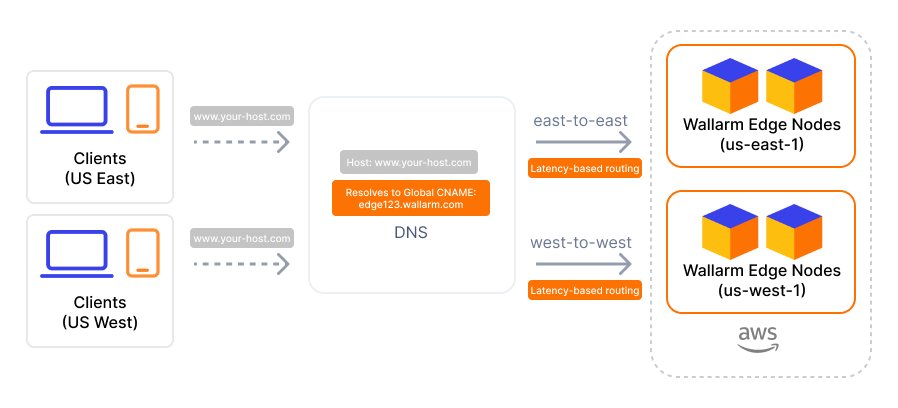 Clients
(US East)
www.your-host.com
Clients
(US West)
www.your-host.com
Host: www.your-host.com
Resolves to Global CNAME:
edge123.wallarm.com
DNS
east-to-east
Latency-based routing
west-to-west
Latency-based routing
Wallarm Edge Nodes
(us-east-1)
Wallarm Edge Nodes
(us-west-1)
aws